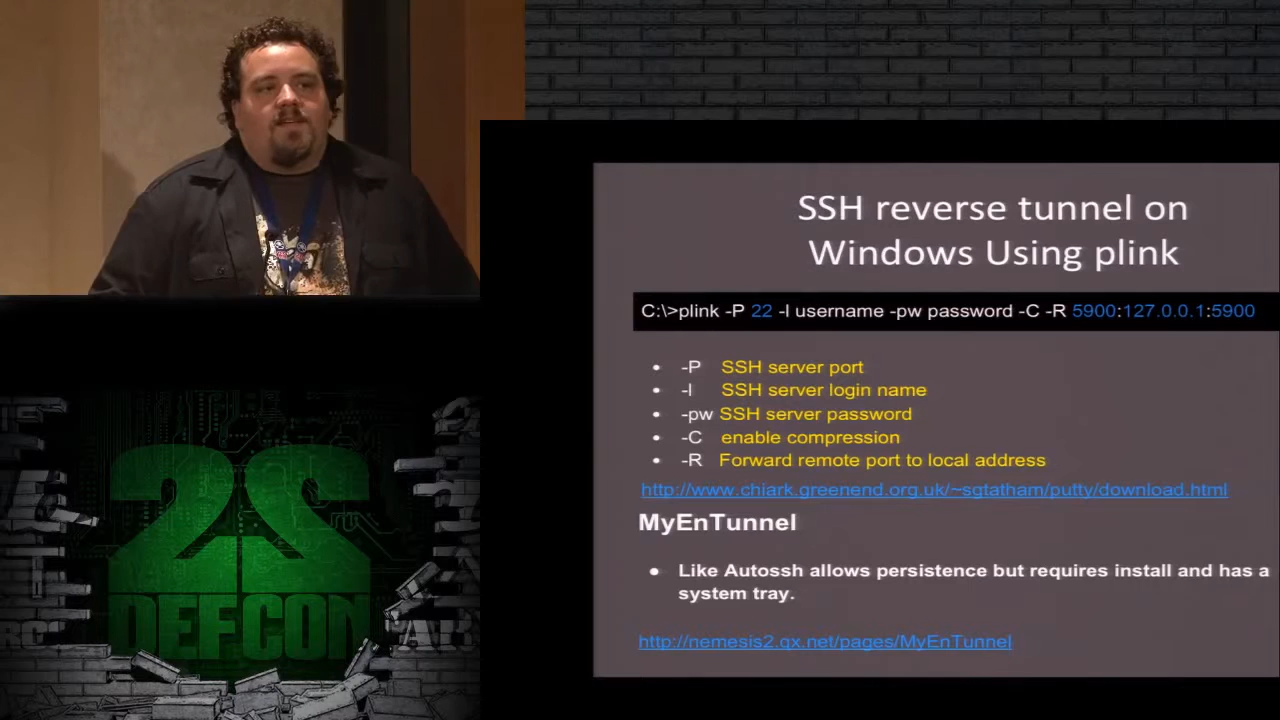 SSH reverse tunnel on
Windows Using plink
C:\>plink -P 22 -l username -pw password -C -R 5900:127.0.0.1:5900
• -P SSH server port
• -l SSH server login name
• -pw SSH server password
• -C enable compression
• -R Forward remote port to local address
http://www.chiark.greenend.org.uk/~sgtatham/putty/download.html
MyEnTunnel
• Like Autossh allows persistence but requires install and has a
system tray.
http://nemesis2.qx.net/pages/MyEnTunnel
DEFCON